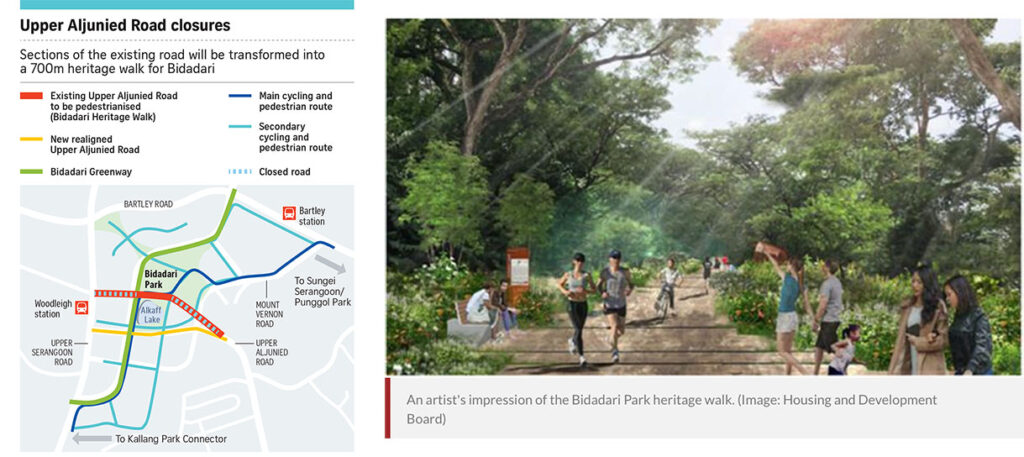 Upper Aljunied Road closures
Sections of the existing road will be transformed into
a 700m heritage walk for Bidadari
Existing Upper Aljunied Road
to be pedestrianised
(Bidadari Heritage Walk)
New realigned
Upper Aljunied Road
Bidadari Greenway
Main cycling and
pedestrian route
Secondary
cycling and
pedestrian route
Closed road
BARTLEY ROAD
Bartley
station
Bidadari
Park
To Sungei
Serangoon/
Punggol Park
Woodleigh
station
Alkaff
Lake
MOUNT
VERNON
ROAD
UPPER
SERANGOON
ROAD
UPPER
ALJUNIED
ROAD
To Kallang Park Connector
An artist's impression of the Bidadari Park heritage walk. (Image: Housing and Development
Board)